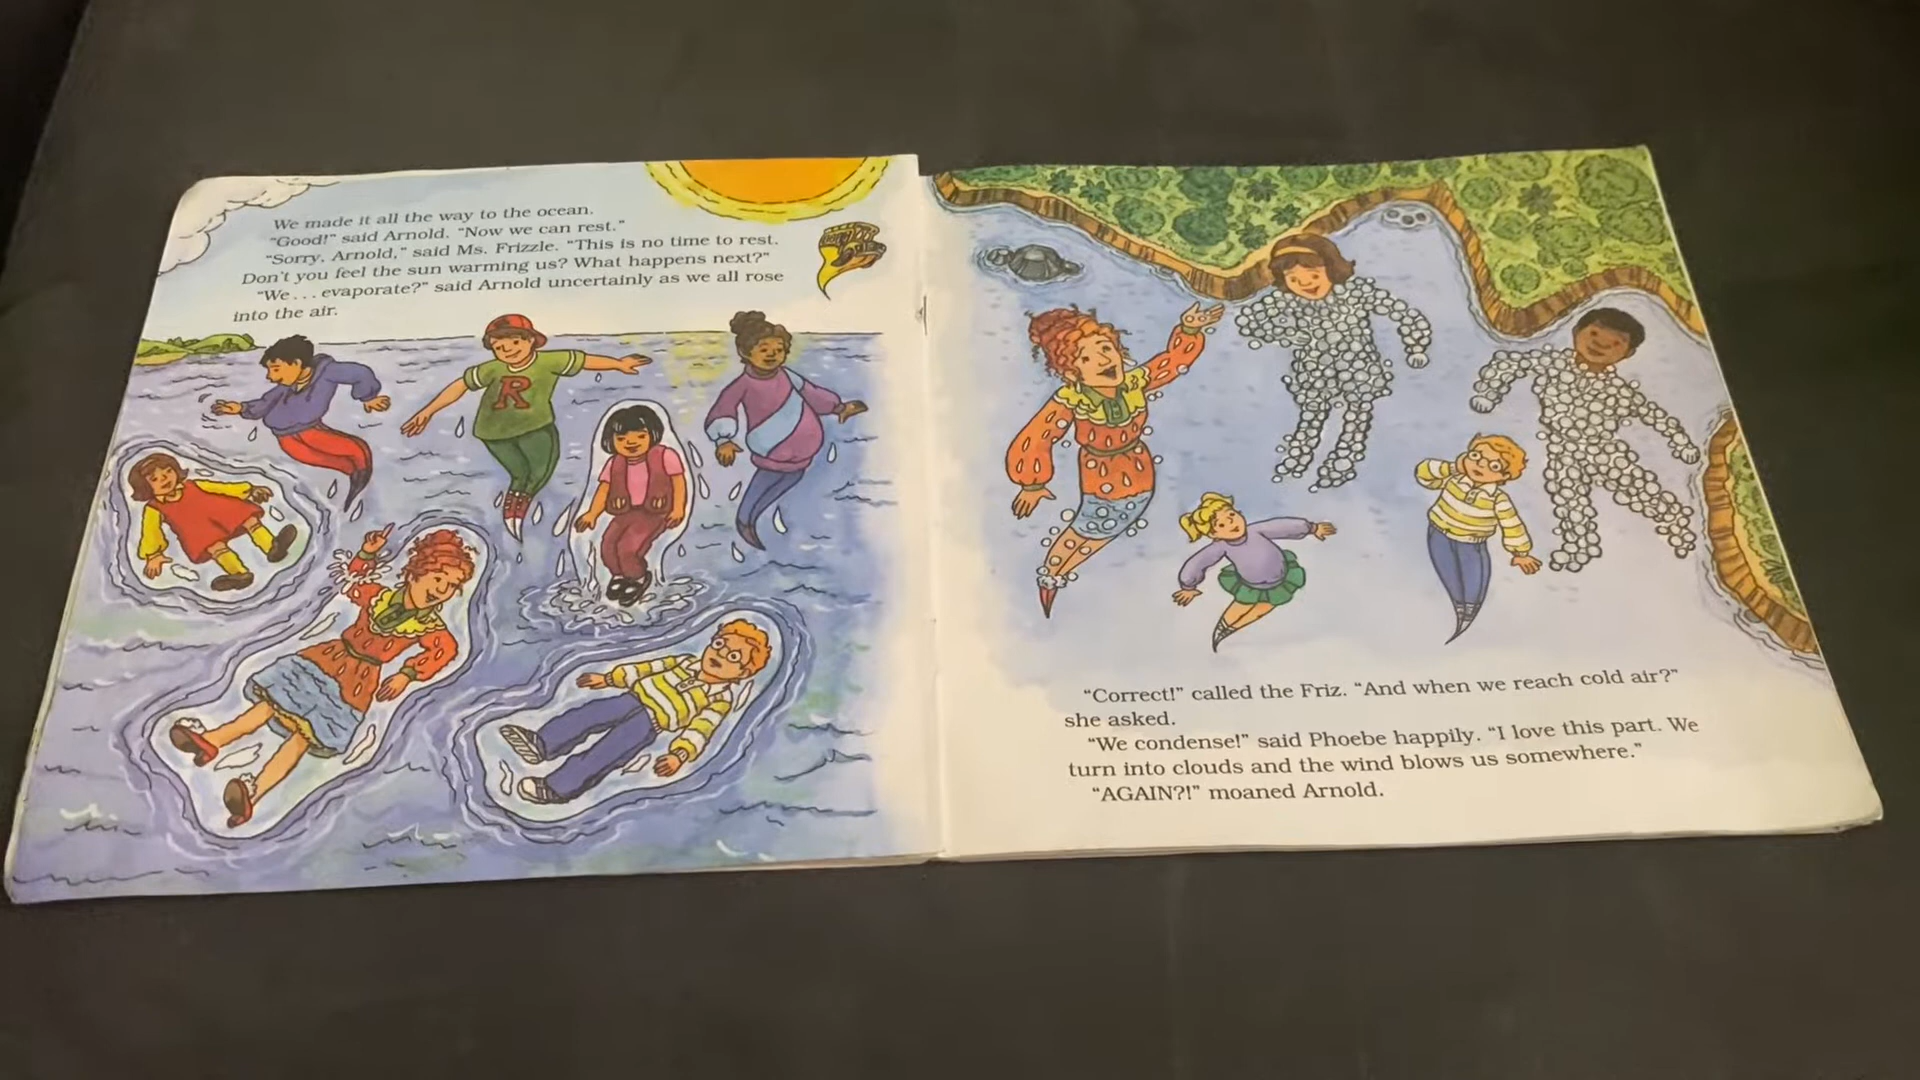 We made it all the way to the ocean.
"Good!" said Arnold. "Now we can rest."
"Sorry, Arnold," said Ms. Frizzle. "This is no time to rest.
Don't you feel the sun warming us? What happens next?"
"We . . . evaporate?" said Arnold uncertainly as we all rose
into the air.
R
"Correct!" called the Friz. "And when we reach cold air?"
she asked.
"We condense!" said Phoebe happily. "I love this part. We
turn into clouds and the wind blows us somewhere."
"AGAIN?!" moaned Arnold.